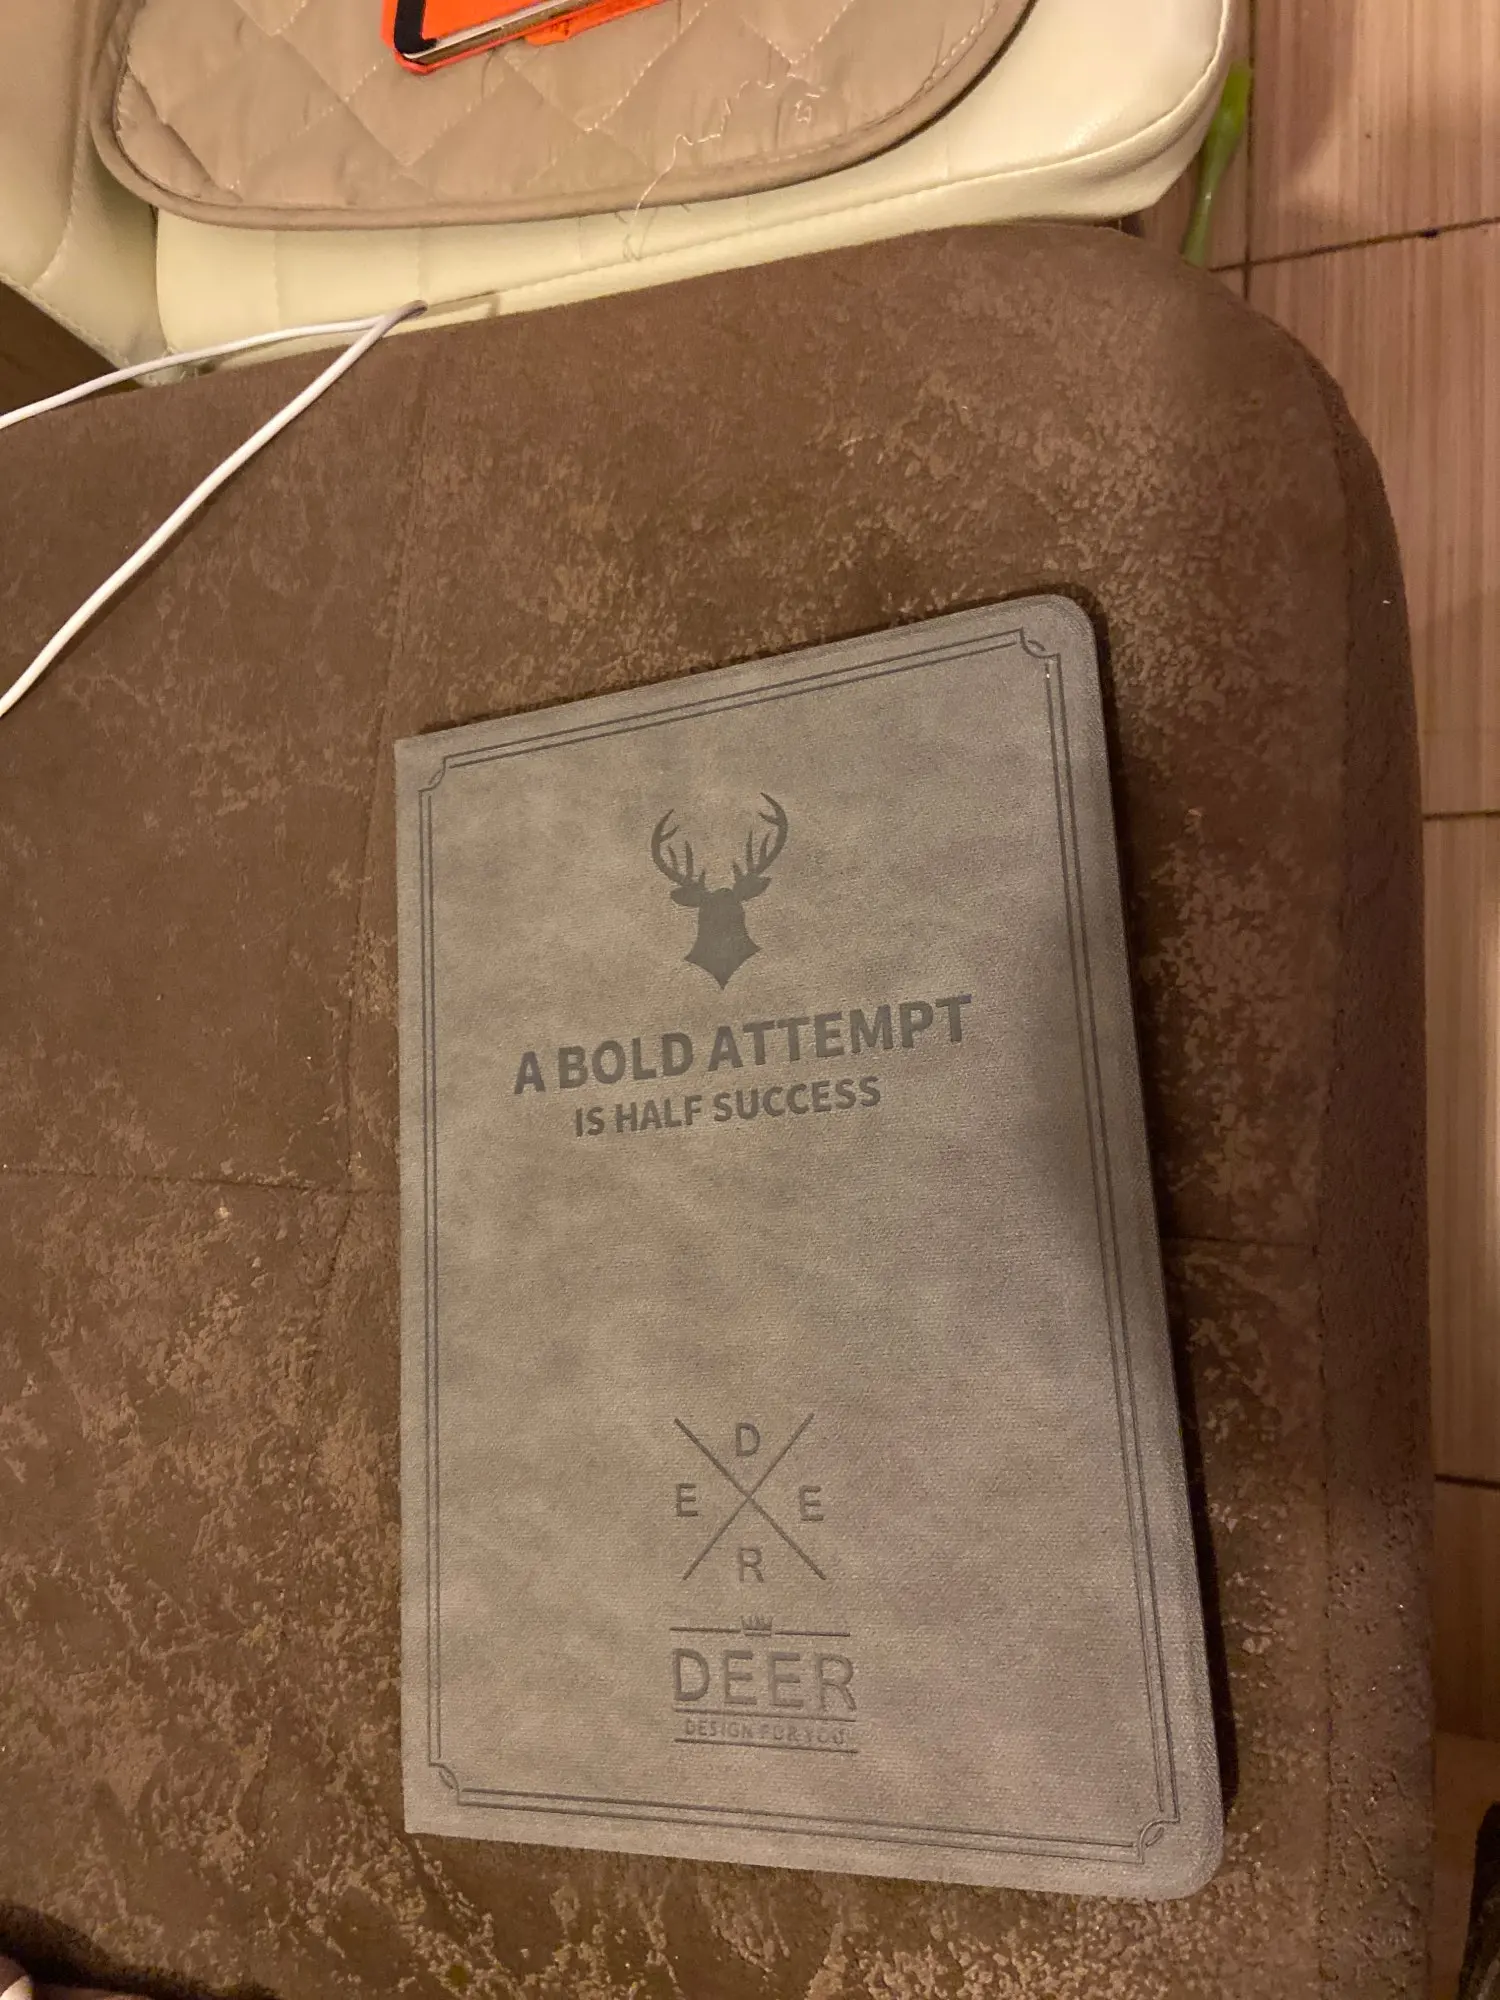 A BOLD ATTEMPT
IS HALF SUCCESS
D
E E
R
DEER
DESIGN FOR YOU